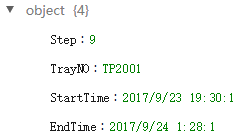 object {4}
Step : 9
TrayNO : TP2001
StartTime : 2017/9/23 19:30:1
EndTime : 2017/9/24 1:28:1